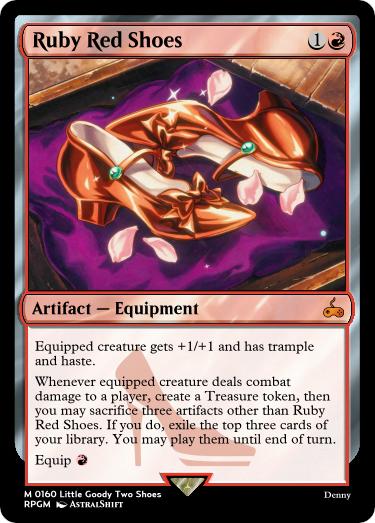 Ruby Red Shoes 1
Artifact — Equipment
Equipped creature gets +1/+1 and has trample
and haste.
Whenever equipped creature deals combat
damage to a player, create a Treasure token, then
you may sacrifice three artifacts other than Ruby
Red Shoes. If you do, exile the top three cards of
your library. You may play them until end of turn.
Equip
M 0160 Little Goody Two Shoes
RPGM AstralShift Denny